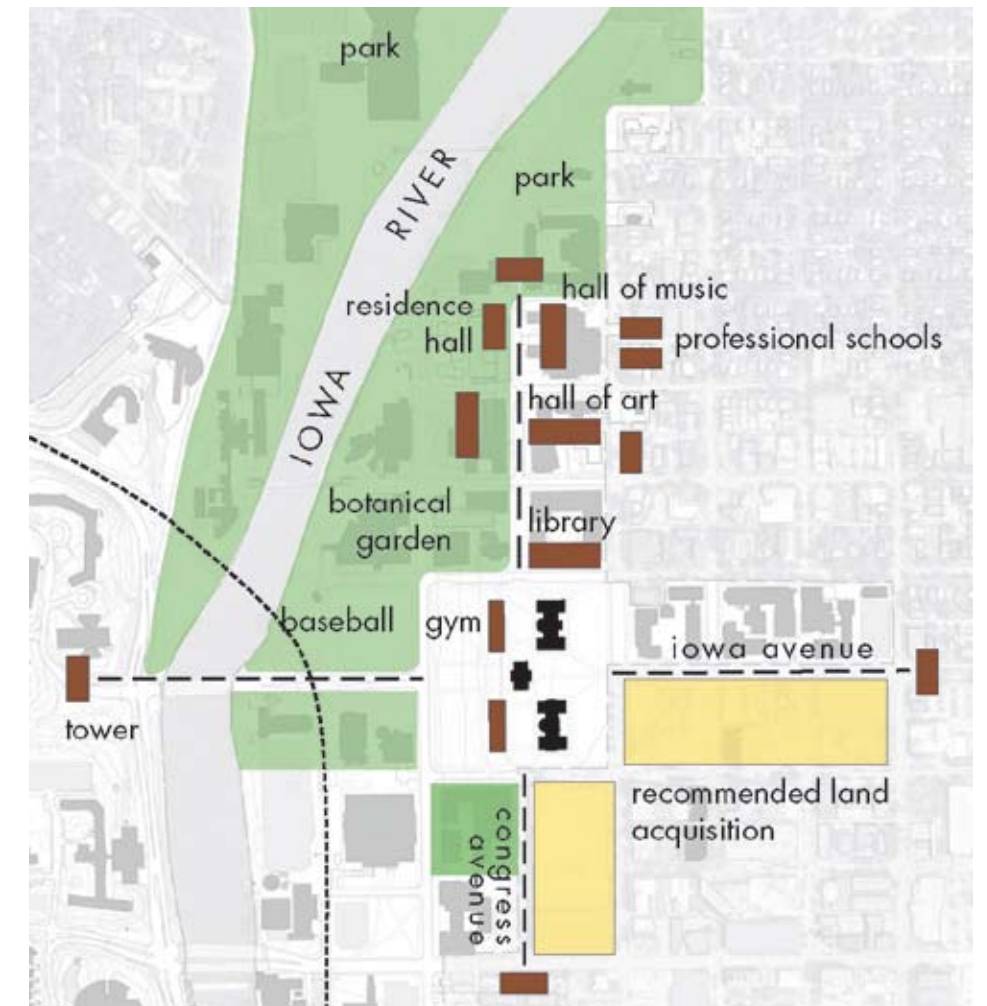 park
IOWA RIVER
park
hall of music
residence
hall
professional schools
hall of art
botanical
garden
library
baseball
gym
iowa avenue
tower
recommended land
acquisition
congress
avenue